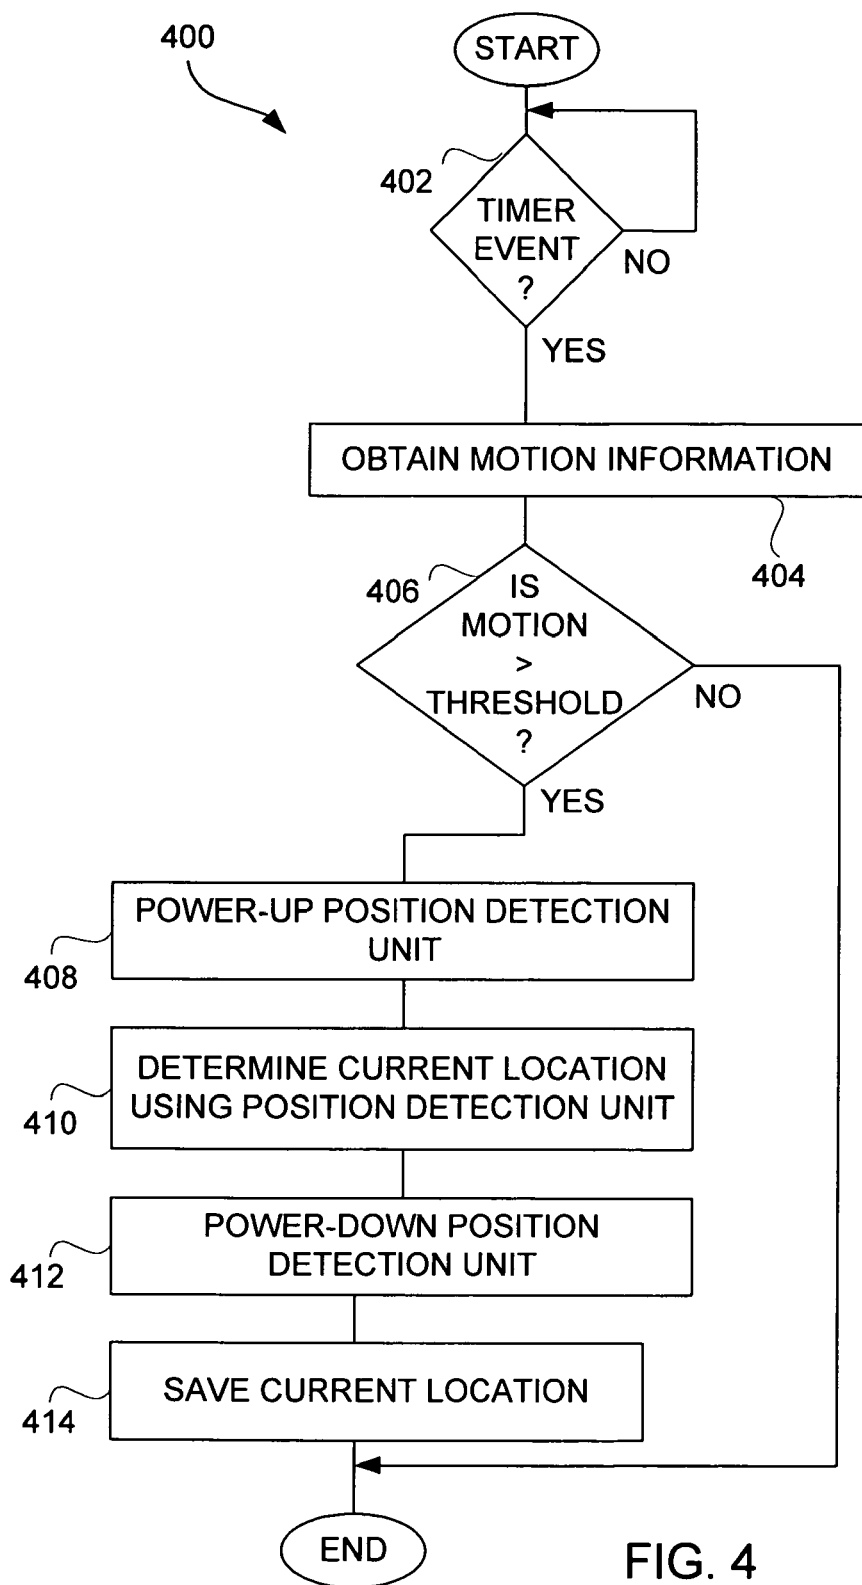 400
START
402
TIMER
EVENT
?
NO
YES
OBTAIN MOTION INFORMATION
404
406
IS
MOTION
>
THRESHOLD
?
NO
YES
POWER-UP POSITION DETECTION
UNIT
408
DETERMINE CURRENT LOCATION
USING POSITION DETECTION UNIT
410
POWER-DOWN POSITION
DETECTION UNIT
412
SAVE CURRENT LOCATION
414
END
FIG. 4